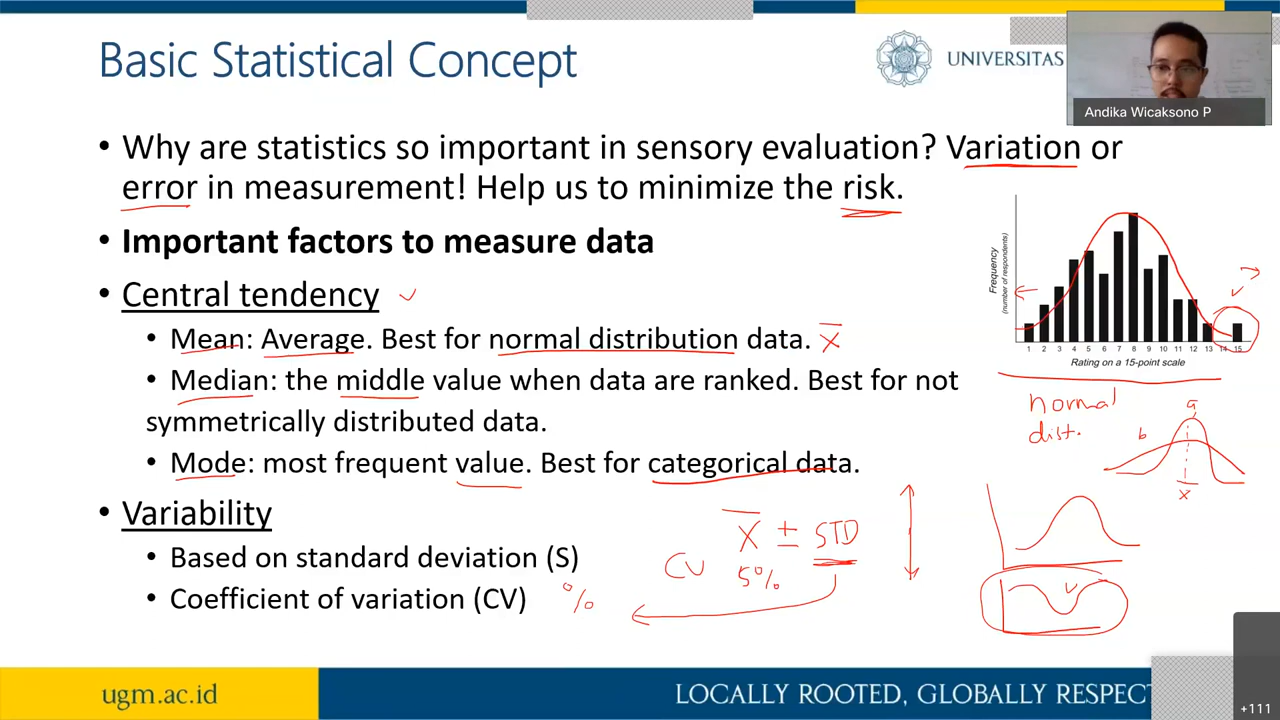 Basic Statistical Concept
UNIVERSITAS
Andika Wicaksono P
• Why are statistics so important in sensory evaluation? Variation or
error in measurement! Help us to minimize the risk.
• Important factors to measure data
• Central tendency
• Mean: Average. Best for normal distribution data. X
• Median: the middle value when data are ranked. Best for not
symmetrically distributed data.
• Mode: most frequent value. Best for categorical data.
• Variability
• Based on standard deviation (S)
• Coefficient of variation (CV) %
X ± STD
CV 5%
Frequency
(number of respondents)
1 2 3 4 5 6 7 8 9 10 11 12 13 14 15
Rating on a 15-point scale
normal
dist.
a
b
x
ugm.ac.id
LOCALLY ROOTED, GLOBALLY RESPEC
+111